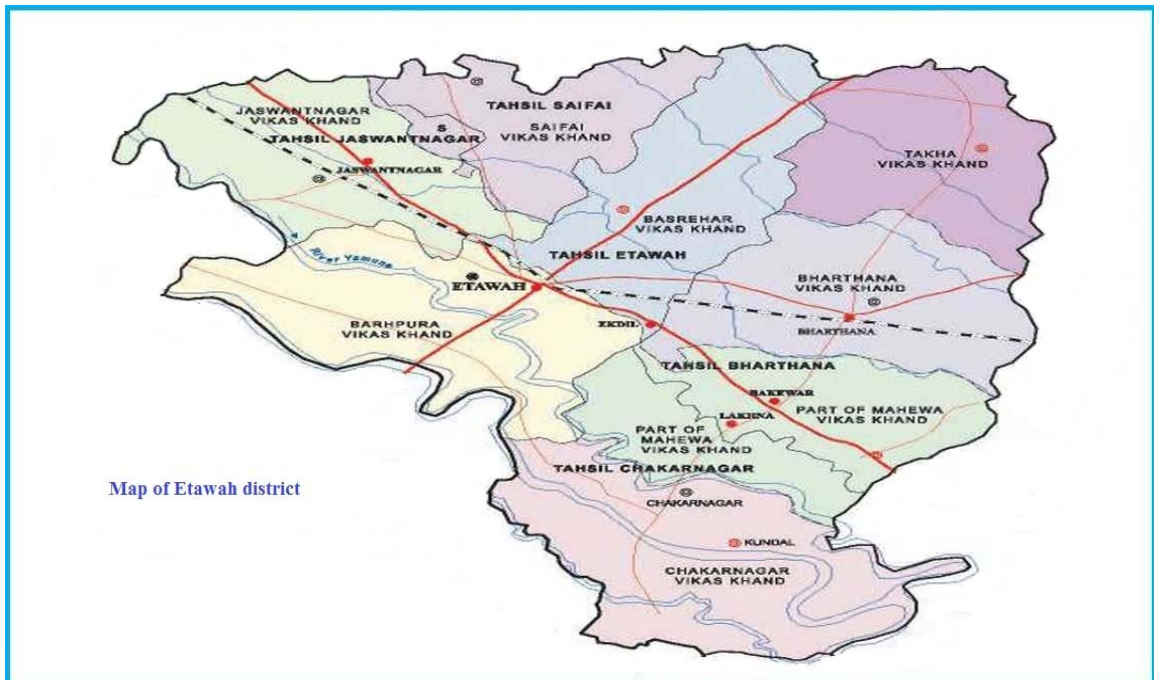 JASWANTNAGAR
VIKAS KHAND
TAHSIL JASWANTNAGAR
JASWANTNAGAR
S
TAHSIL SAIFAI
SAIFAI
VIKAS KHAND
TAKHA
VIKAS KHAND
BASREHAR
VIKAS KHAND
TAHSIL ETAWAH
River Yamuna
ETAWAH
BHARTHANA
VIKAS KHAND
BHARTHANA
BARHPURA
VIKAS KHAND
EKDIL
TAHSIL BHARTHANA
BAKEWAR
LAKHNA
PART OF MAHEWA
VIKAS KHAND
PART OF
MAHEWA
VIKAS KHAND
TAHSIL CHAKARNAGAR
Map of Etawah district
CHAKARNAGAR
KUNDAL
CHAKARNAGAR
VIKAS KHAND